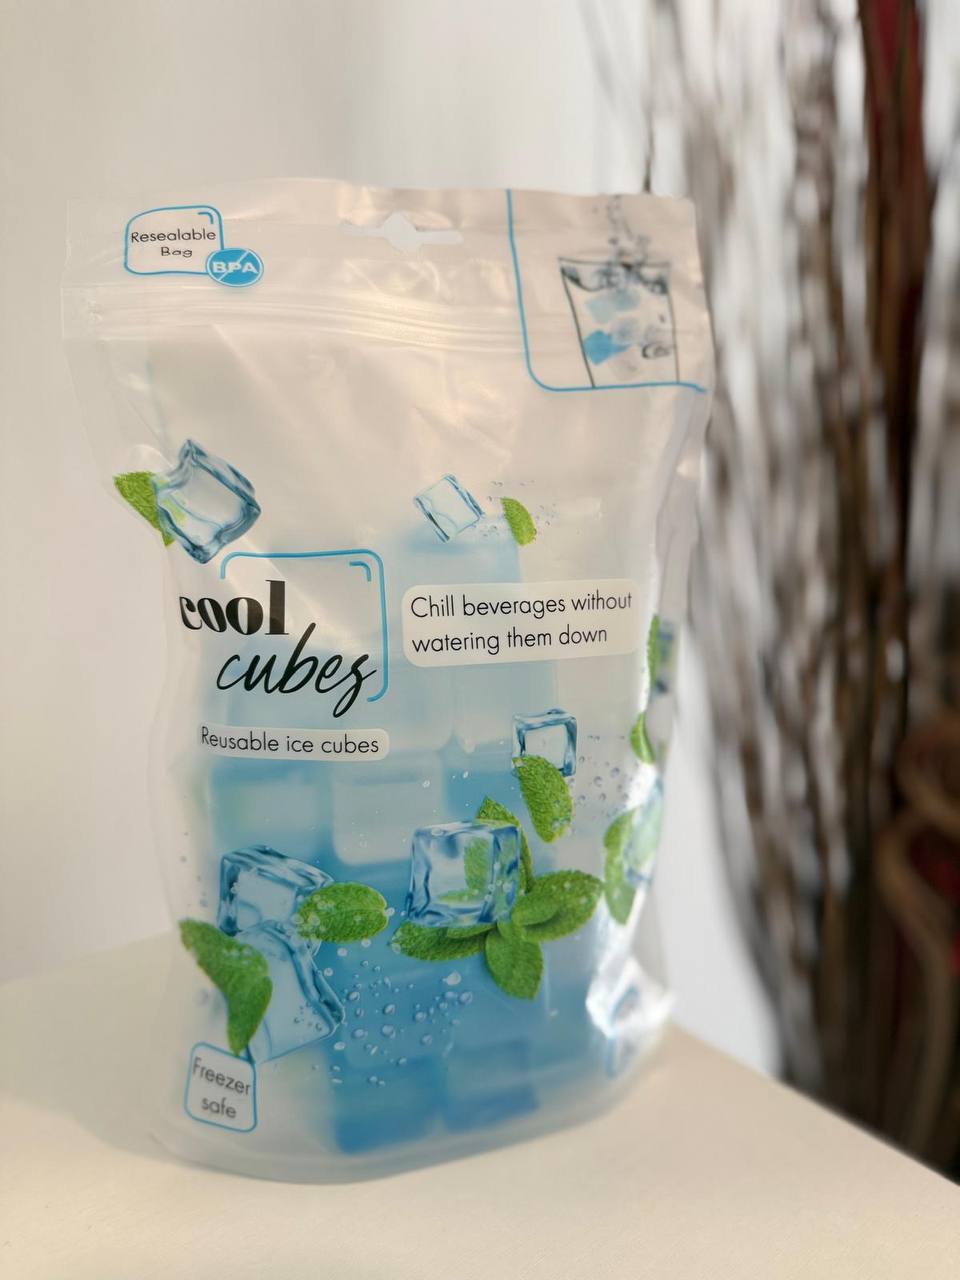 Resealable
Bag
BPA
cool
cubes
Chill beverages without
watering them down
Reusable ice cubes
Freezer
safe